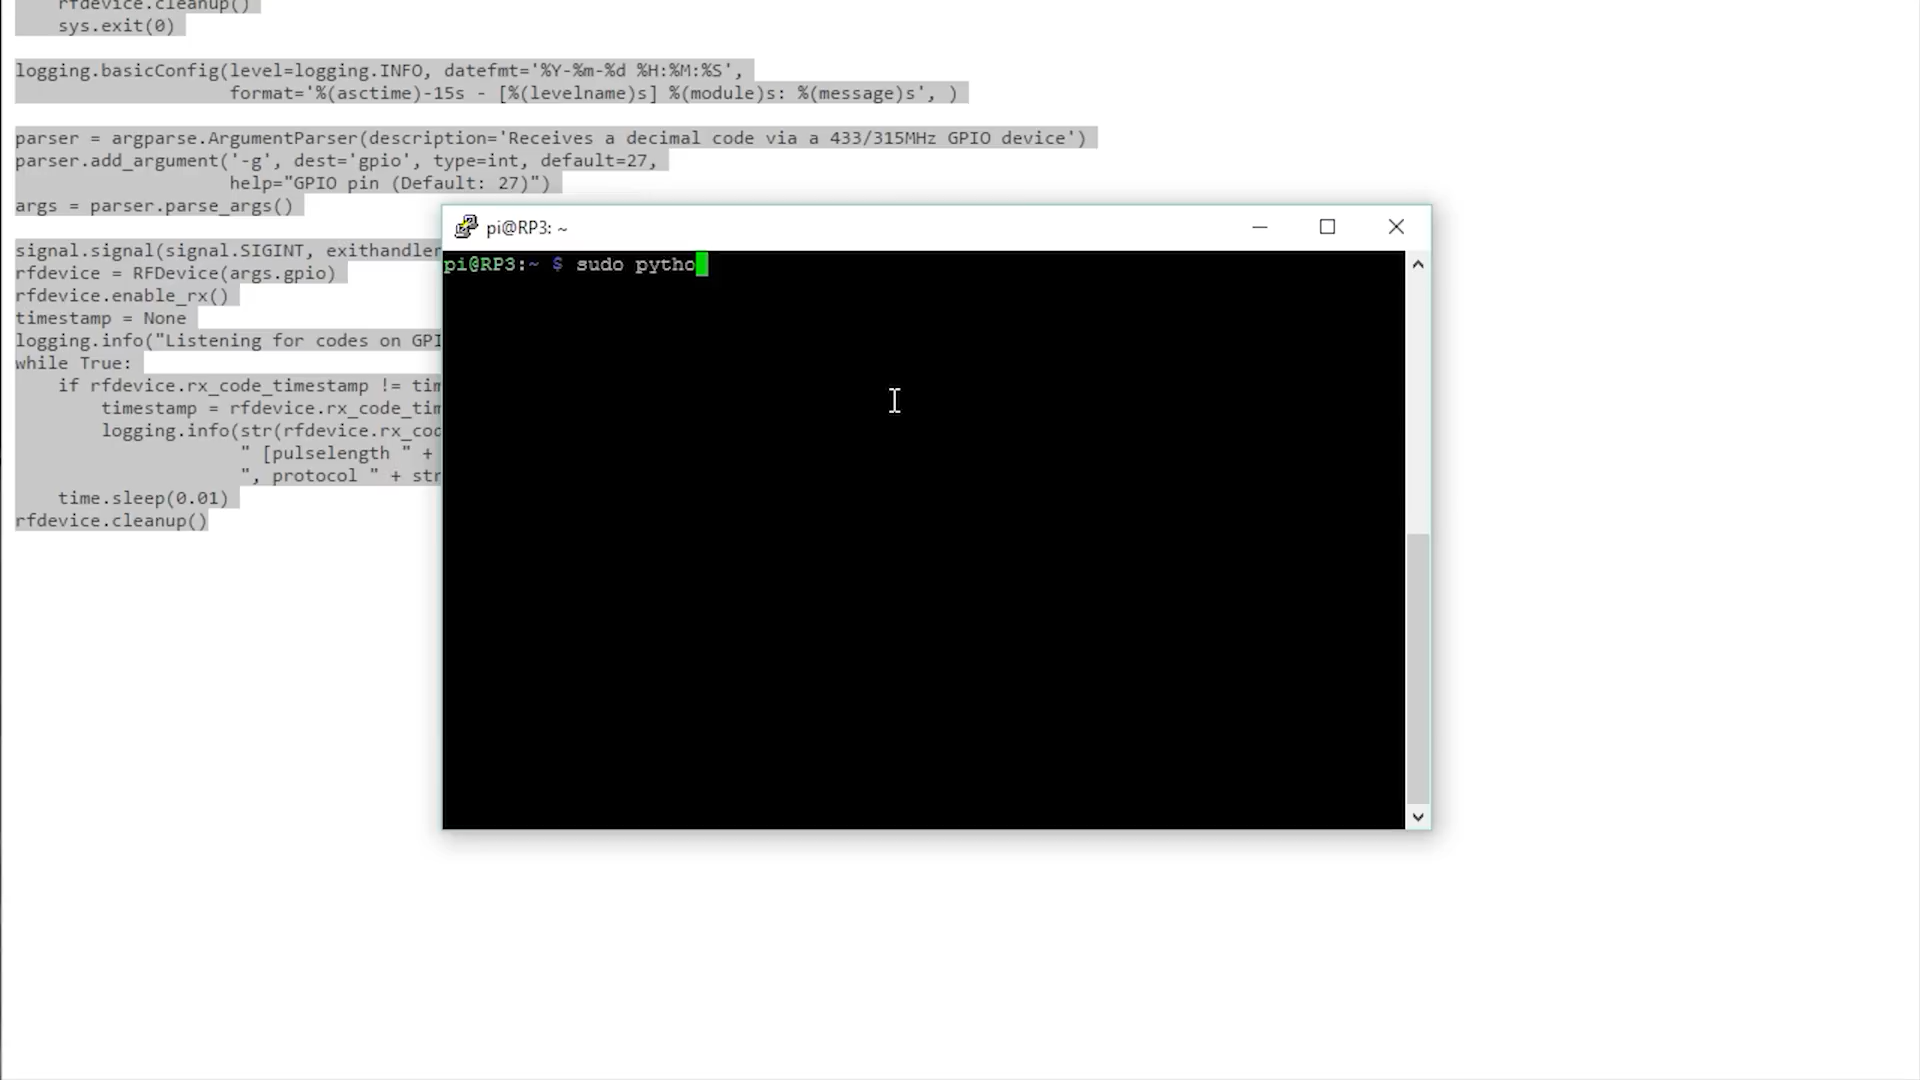 rfdevice.cleanup()
sys.exit(0)
logging.basicConfig(level=logging.INFO, datefmt='%Y-%m-%d %H:%M:%S',
format='%(asctime)-15s - [%(levelname)s] %(module)s: %(message)s', )
parser = argparse.ArgumentParser(description='Receives a decimal code via a 433/315MHz GPIO device')
parser.add_argument('-g', dest='gpio', type=int, default=27,
help="GPIO pin (Default: 27)")
args = parser.parse_args()
signal.signal(signal.SIGINT, exithandler
rfdevice = RFDevice(args.gpio)
rfdevice.enable_rx()
timestamp = None
logging.info("Listening for codes on GPI
while True:
if rfdevice.rx_code_timestamp != tim
timestamp = rfdevice.rx_code_tim
logging.info(str(rfdevice.rx_cod
" [pulselength " +
", protocol " + str
time.sleep(0.01)
rfdevice.cleanup()
pi@RP3: ~
pi@RP3:~ $ sudo pytho